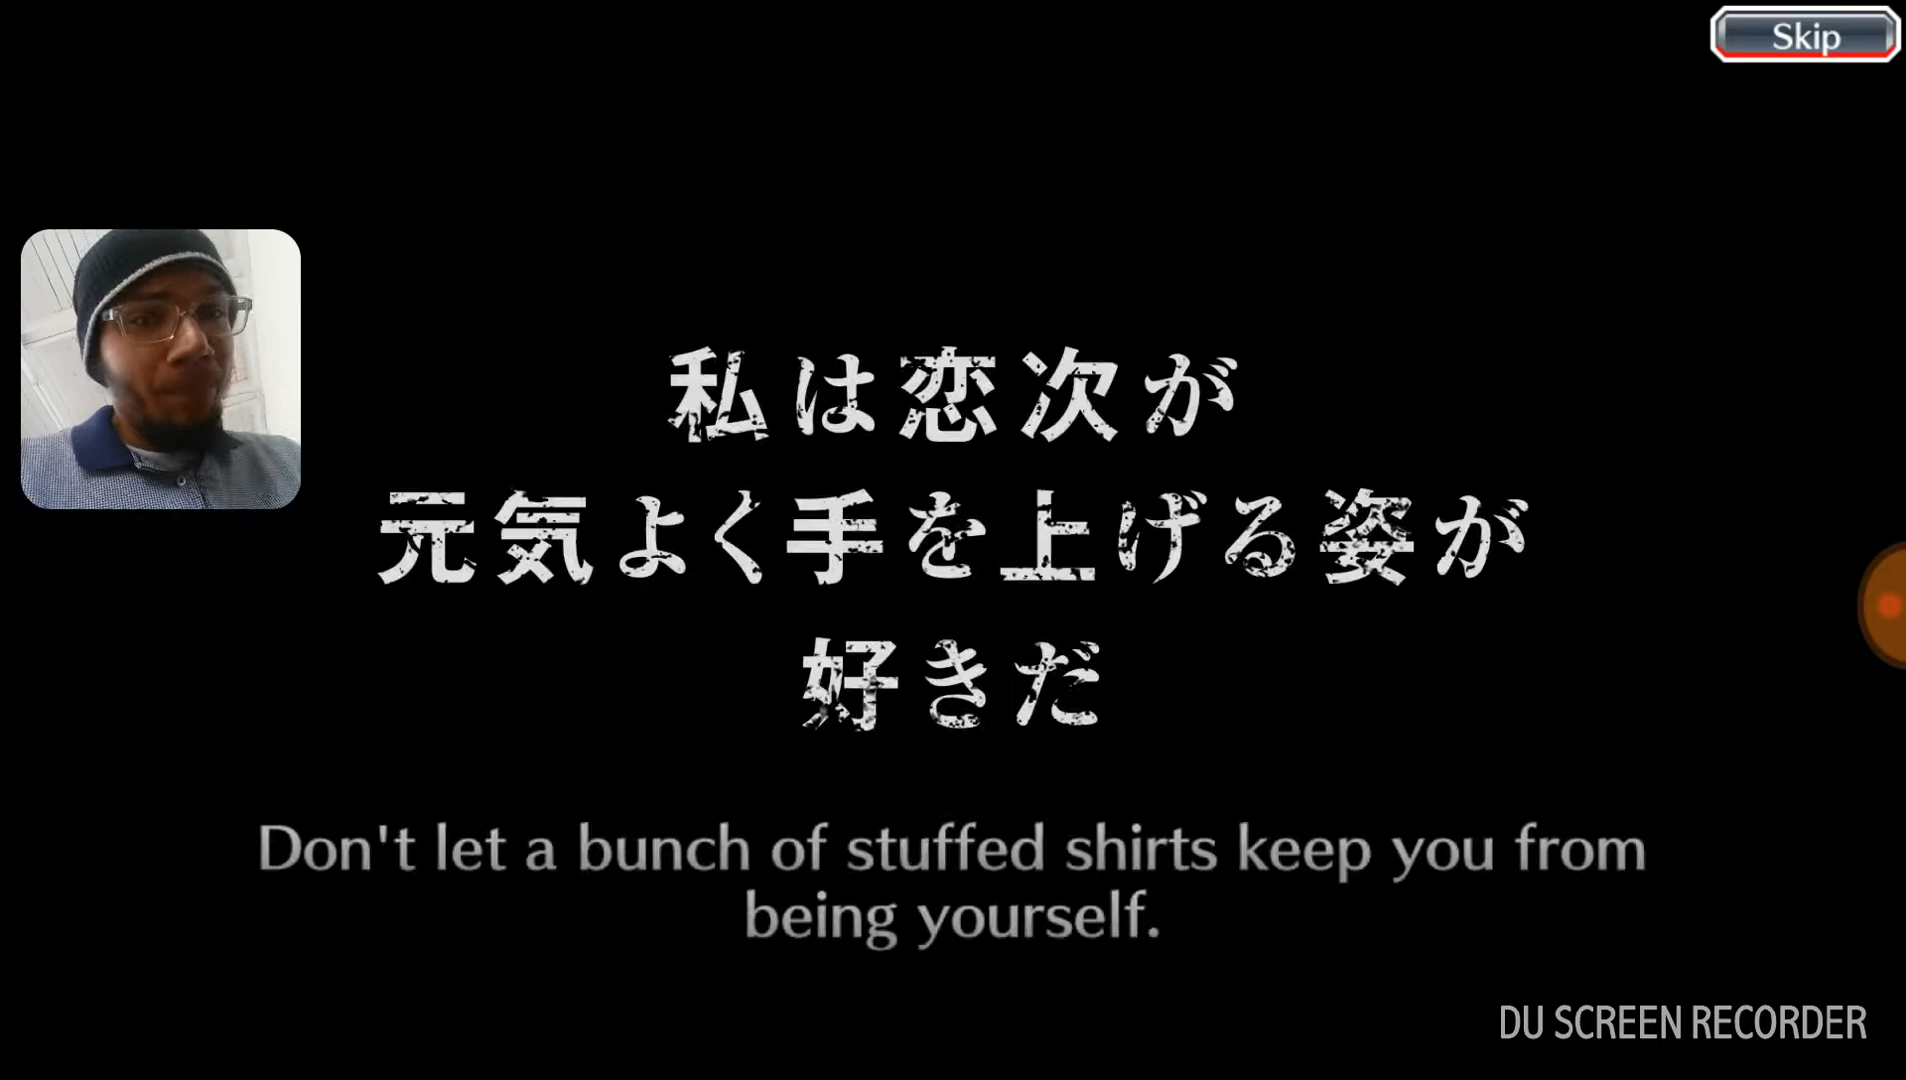 Skip
私は恋次が
元気よく手を上げる姿が
好きだ
Don't let a bunch of stuffed shirts keep you from
being yourself.
DU SCREEN RECORDER